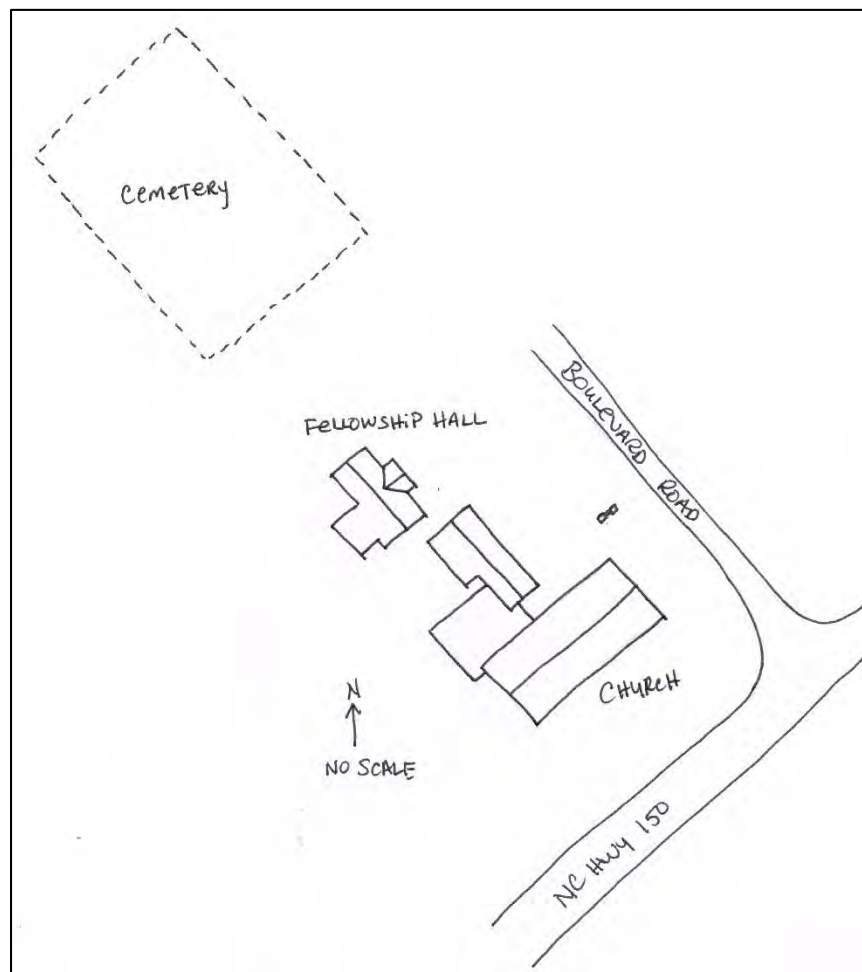 CEMETERY
BOULEVARD ROAD
FELLOWSHIP HALL
CHURCH
N
NO SCALE
NC HWY 150